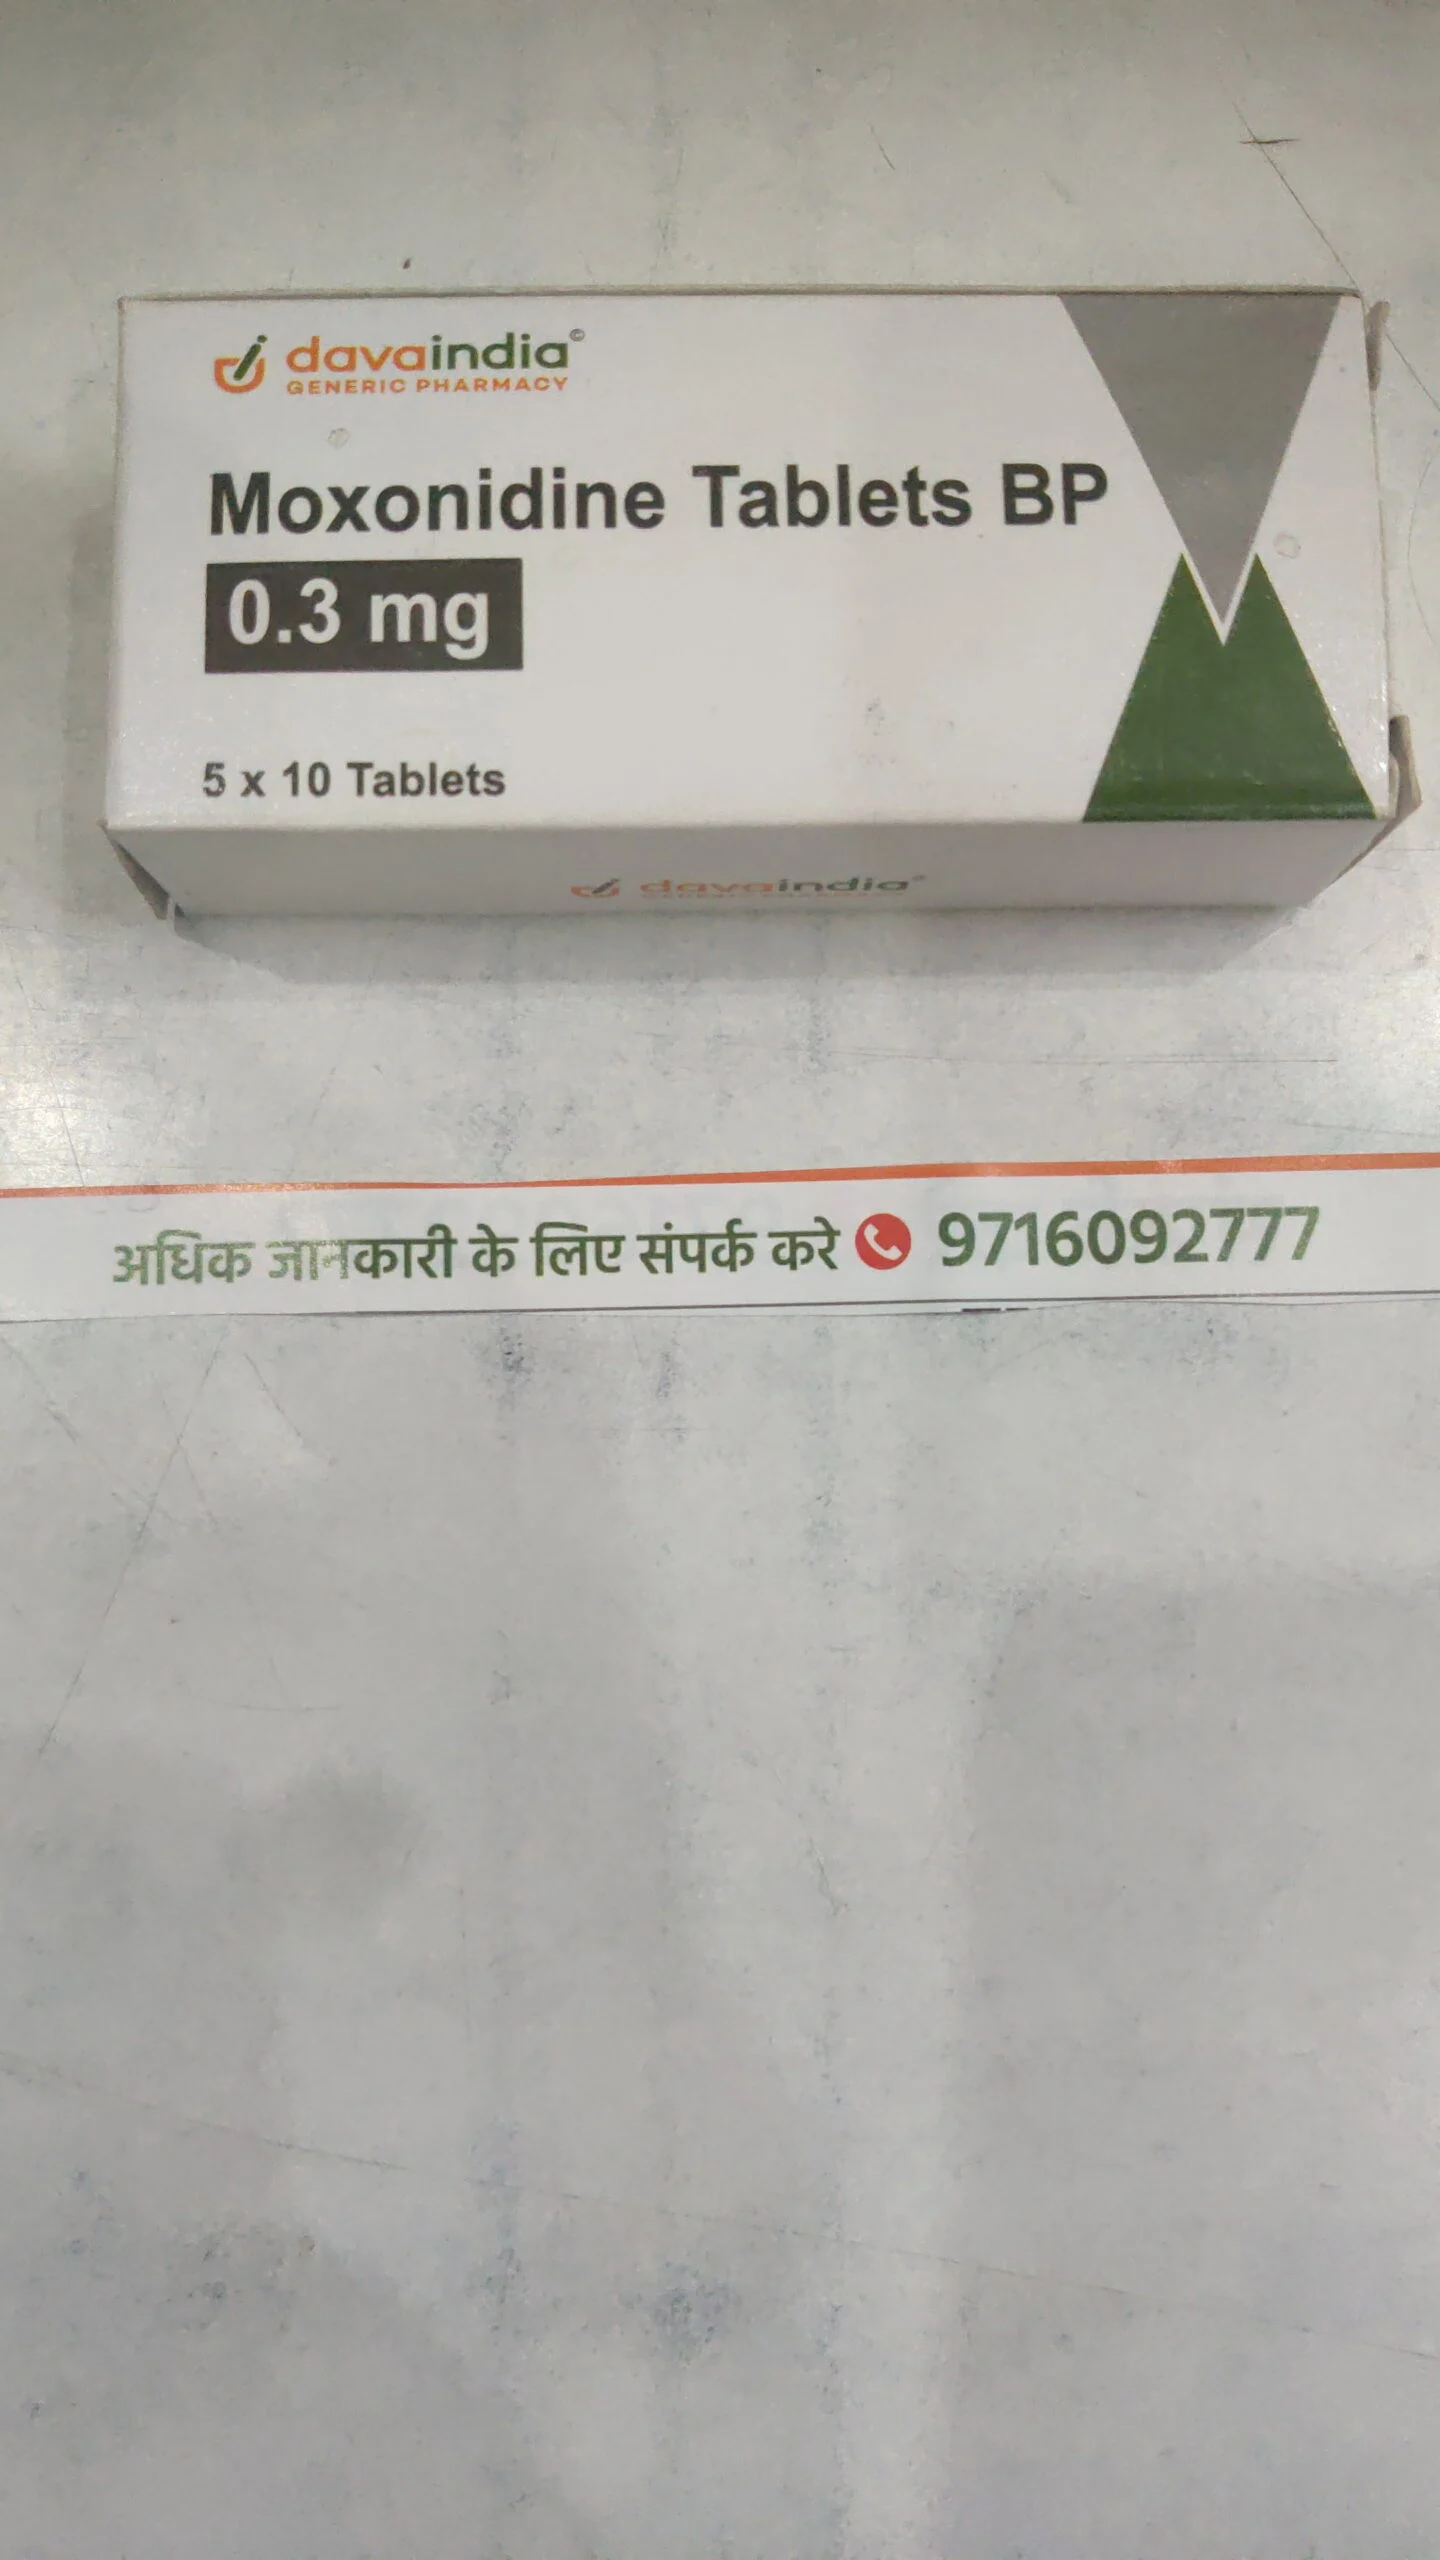 davaindia©
GENERIC PHARMACY
Moxonidine Tablets BP
0.3 mg
5 x 10 Tablets
davaindia
अधिक जानकारी के लिए संपर्क करे 9716092777